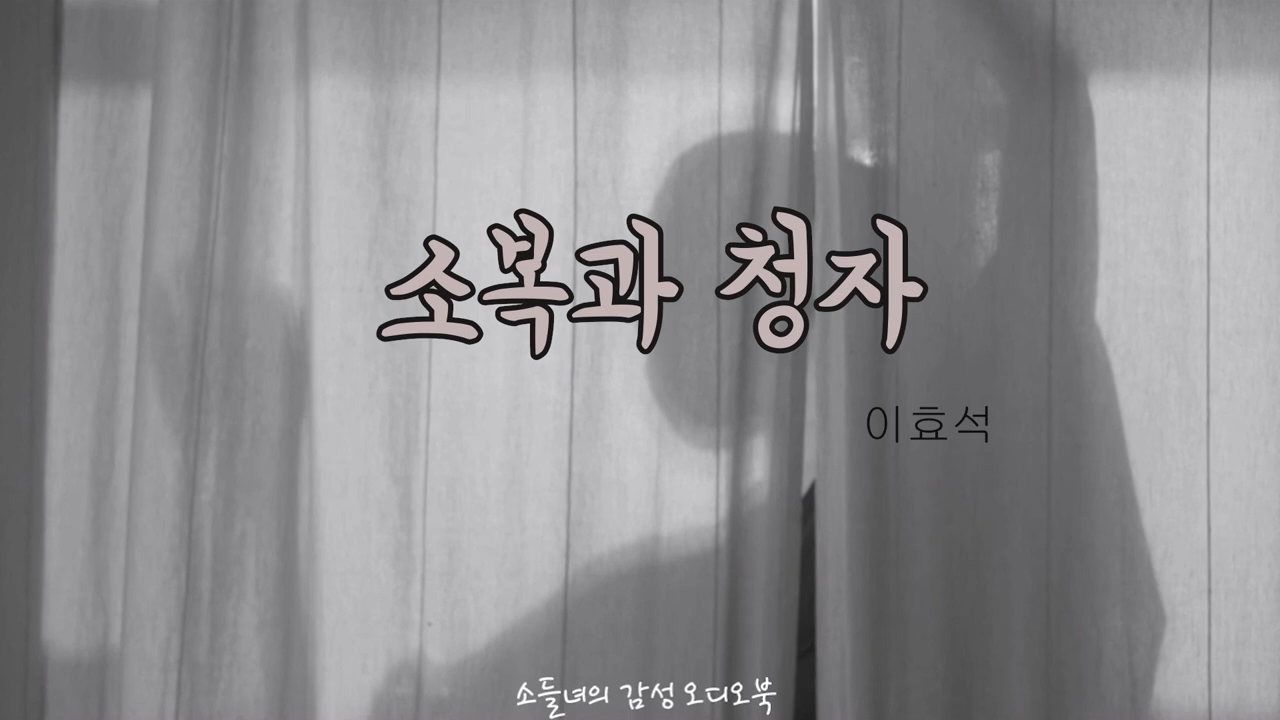 소복과 청자
이효석
소들녀의 감성 오디오북